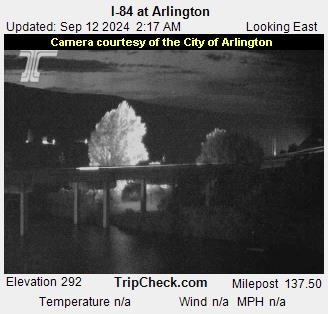 I-84 at Arlington
Updated: Sep 12 2024 2:17 AM Looking East
Camera courtesy of the City of Arlington
Elevation 292 TripCheck.com Milepost 137.50
Temperature n/a Wind n/a MPH n/a